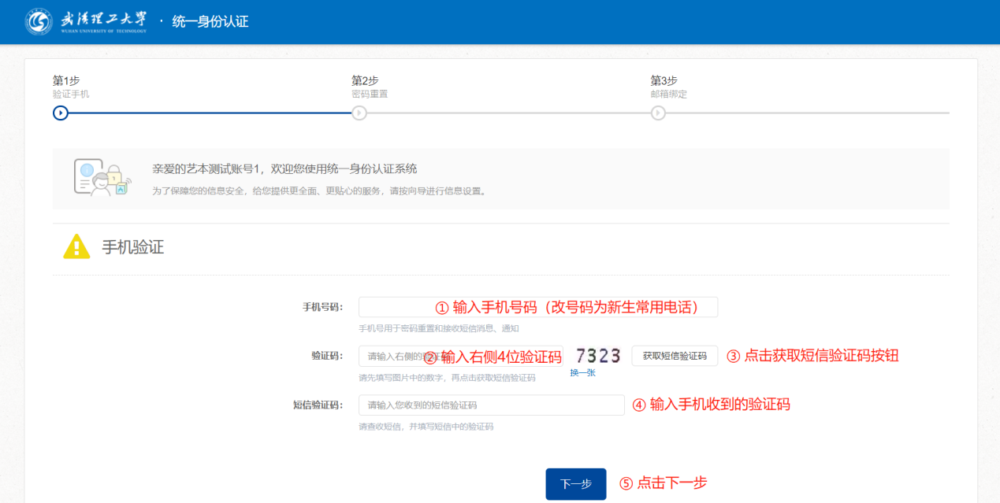 武汉理工大学 · 统一身份认证
WUHAN UNIVERSITY OF TECHNOLOGY
第1步 第2步 第3步
验证手机 密码重置 邮箱绑定
亲爱的艺本测试账号1，欢迎您使用统一身份认证系统
为了保障您的信息安全，给您提供更全面、更贴心的服务，请按向导进行信息设置。
手机验证
手机号码： ① 输入手机号码（改号码为新生常用电话）
手机号用于密码重置和接收短信消息、通知
验证码： 请输入右侧的验 ② 输入右侧4位验证码 7323 获取短信验证码 ③ 点击获取短信验证码按钮
换一张
请先填写图片中的数字，再点击获取短信验证码
短信验证码： 请输入您收到的短信验证码 ④ 输入手机收到的验证码
请查收短信，并填写短信中的验证码
下一步 ⑤ 点击下一步